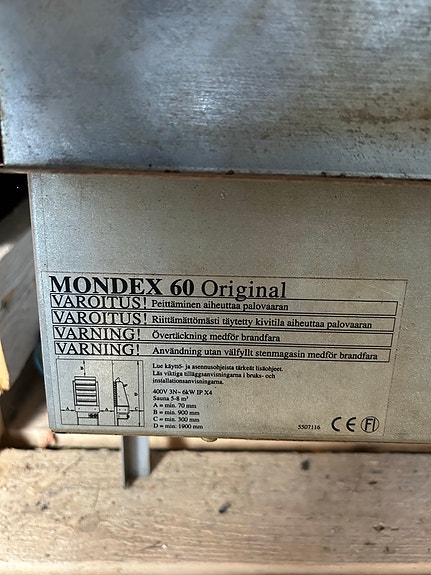 MONDEX 60 Original
VAROITUS! Peittäminen aiheuttaa palovaaran
VAROITUS! Riittämättömästi täytetty kivitila aiheuttaa palovaaran
VARNING! Övertäckning medför brandfara
VARNING! Användning utan välfyllt stenmagasin medför brandfara
Lue käyttö- ja asennusohjeista tärkeät lisäohjeet.
Läs viktiga tilläggsanvisningarna i bruks- och
installationsanvisningarna.
400V 3N~ 6kW IP X4
Sauna 5-8 m³
A = min. 70 mm
B = min. 900 mm
C = min. 300 mm
D = min. 1900 mm
5507116 CE FI